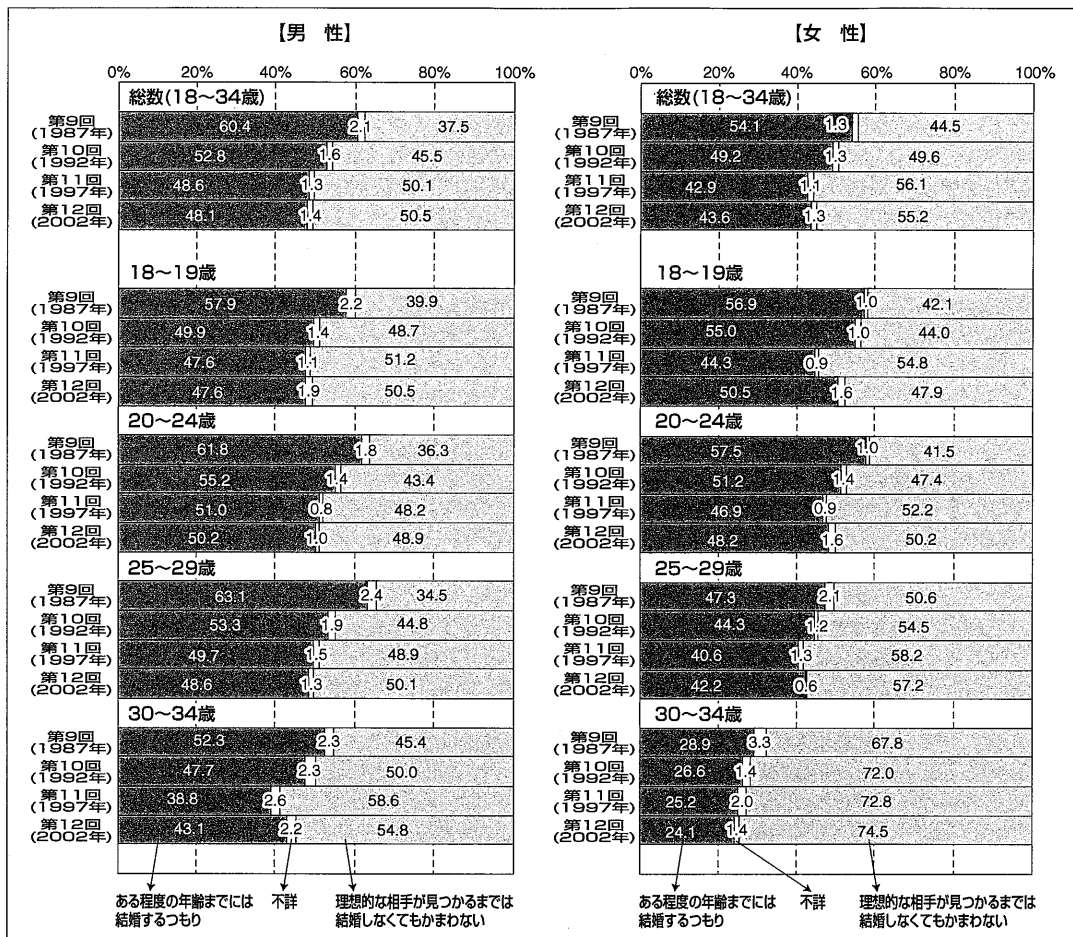 【男 性】
0% 20% 40% 60% 80% 100%
総数(18～34歳)
第9回
(1987年) 60.4 2.1 37.5
第10回
(1992年) 52.8 1.6 45.5
第11回
(1997年) 48.6 1.3 50.1
第12回
(2002年) 48.1 1.4 50.5
18～19歳
第9回
(1987年) 57.9 2.2 39.9
第10回
(1992年) 49.9 1.4 48.7
第11回
(1997年) 47.6 1.1 51.2
第12回
(2002年) 47.6 1.9 50.5
20～24歳
第9回
(1987年) 61.8 1.8 36.3
第10回
(1992年) 55.2 1.4 43.4
第11回
(1997年) 51.0 0.8 48.2
第12回
(2002年) 50.2 1.0 48.9
25～29歳
第9回
(1987年) 63.1 2.4 34.5
第10回
(1992年) 53.3 1.9 44.8
第11回
(1997年) 49.7 1.5 48.9
第12回
(2002年) 48.6 1.3 50.1
30～34歳
第9回
(1987年) 52.3 2.3 45.4
第10回
(1992年) 47.7 2.3 50.0
第11回
(1997年) 38.8 2.6 58.6
第12回
(2002年) 43.1 2.2 54.8
ある程度の年齢までには
結婚するつもり
不詳
理想的な相手が見つかるまでは
結婚しなくてもかまわない
【女 性】
0% 20% 40% 60% 80% 100%
総数(18～34歳)
第9回
(1987年) 54.1 1.3 44.5
第10回
(1992年) 49.2 1.3 49.6
第11回
(1997年) 42.9 1.1 56.1
第12回
(2002年) 43.6 1.3 55.2
18～19歳
第9回
(1987年) 56.9 1.0 42.1
第10回
(1992年) 55.0 1.0 44.0
第11回
(1997年) 44.3 0.9 54.8
第12回
(2002年) 50.5 1.6 47.9
20～24歳
第9回
(1987年) 57.5 1.0 41.5
第10回
(1992年) 51.2 1.4 47.4
第11回
(1997年) 46.9 0.9 52.2
第12回
(2002年) 48.2 1.6 50.2
25～29歳
第9回
(1987年) 47.3 2.1 50.6
第10回
(1992年) 44.3 1.2 54.5
第11回
(1997年) 40.6 1.3 58.2
第12回
(2002年) 42.2 0.6 57.2
30～34歳
第9回
(1987年) 28.9 3.3 67.8
第10回
(1992年) 26.6 1.4 72.0
第11回
(1997年) 25.2 2.0 72.8
第12回
(2002年) 24.1 1.4 74.5
ある程度の年齢までには
結婚するつもり
不詳
理想的な相手が見つかるまでは
結婚しなくてもかまわない